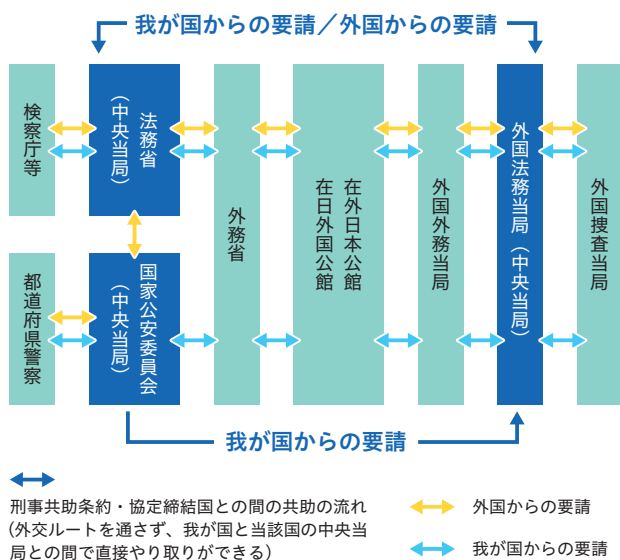 我が国からの要請／外国からの要請
検察庁等
法務省
（中央当局）
都道府県警察
国家公安委員会
（中央当局）
外務省
在外日本公館
在日外国公館
外国外務当局
外国法務当局（中央当局）
外国捜査当局
我が国からの要請
刑事共助条約・協定締結国との間の共助の流れ
(外交ルートを通さず、我が国と当該国の中央当
局との間で直接やり取りができる)
外国からの要請
我が国からの要請